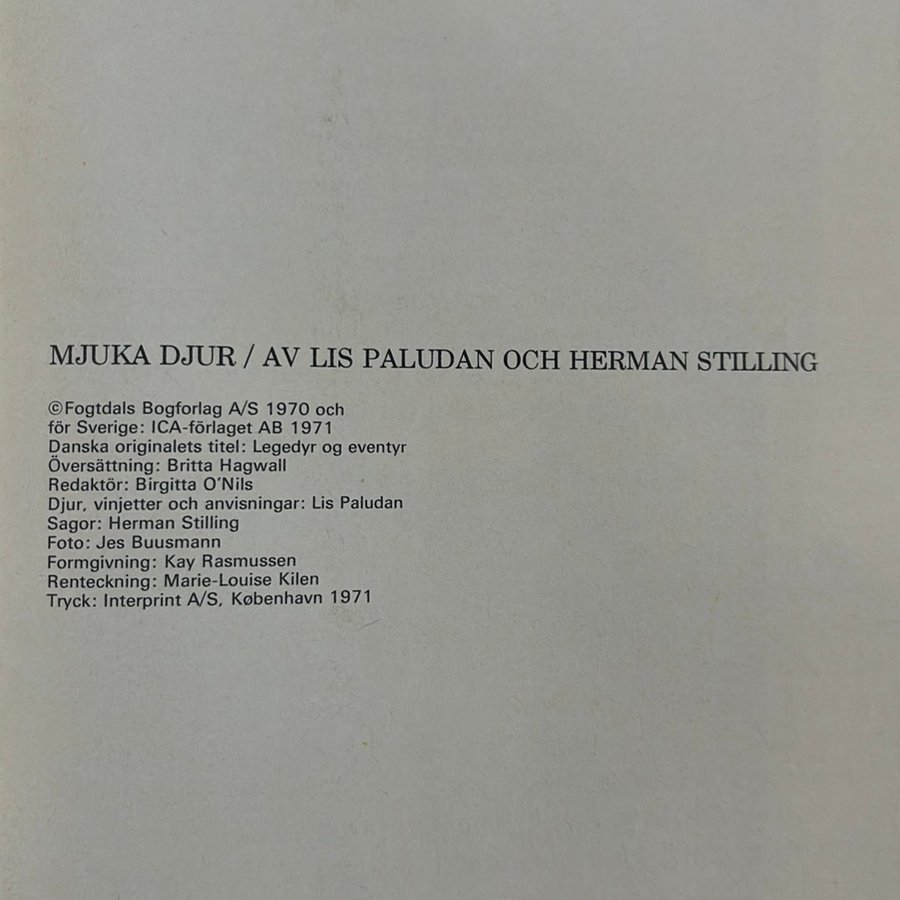 MJUKA DJUR / AV LIS PALUDAN OCH HERMAN STILLING
©Fogtdals Bogforlag A/S 1970 och
för Sverige: ICA-förlaget AB 1971
Danska originalets titel: Legedyr og eventyr
Översättning: Britta Hagwall
Redaktör: Birgitta O'Nils
Djur, vinjetter och anvisningar: Lis Paludan
Sagor: Herman Stilling
Foto: Jes Buusmann
Formgivning: Kay Rasmussen
Renteckning: Marie-Louise Kilen
Tryck: Interprint A/S, København 1971